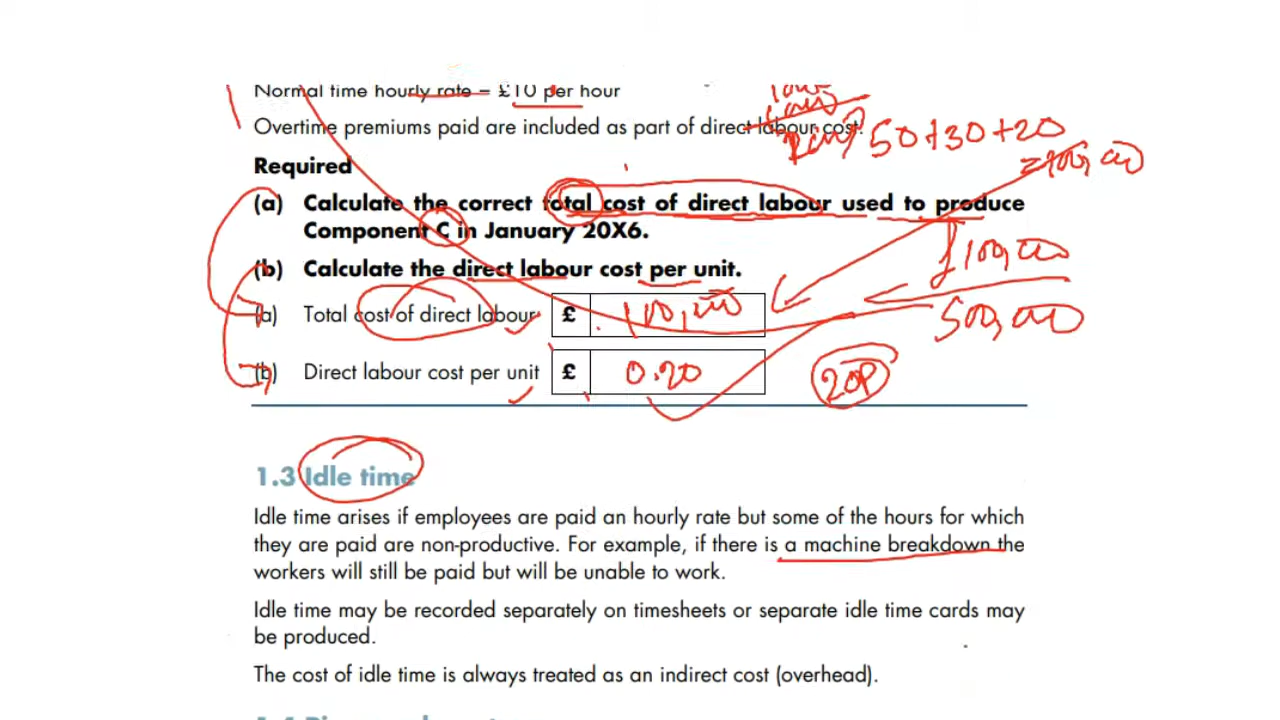 Normal time hourly rate – £10 per hour
Overtime premiums paid are included as part of direct labour cost.
50+30+20
=100,000
Required
(a) Calculate the correct total cost of direct labour used to produce
Component C in January 20X6.
(b) Calculate the direct labour cost per unit.
£100,000
500,000
(a) Total cost of direct labour £ 100,000
(b) Direct labour cost per unit £ 0.20
20P
1.3 Idle time
Idle time arises if employees are paid an hourly rate but some of the hours for which
they are paid are non-productive. For example, if there is a machine breakdown the
workers will still be paid but will be unable to work.
Idle time may be recorded separately on timesheets or separate idle time cards may
be produced.
The cost of idle time is always treated as an indirect cost (overhead).